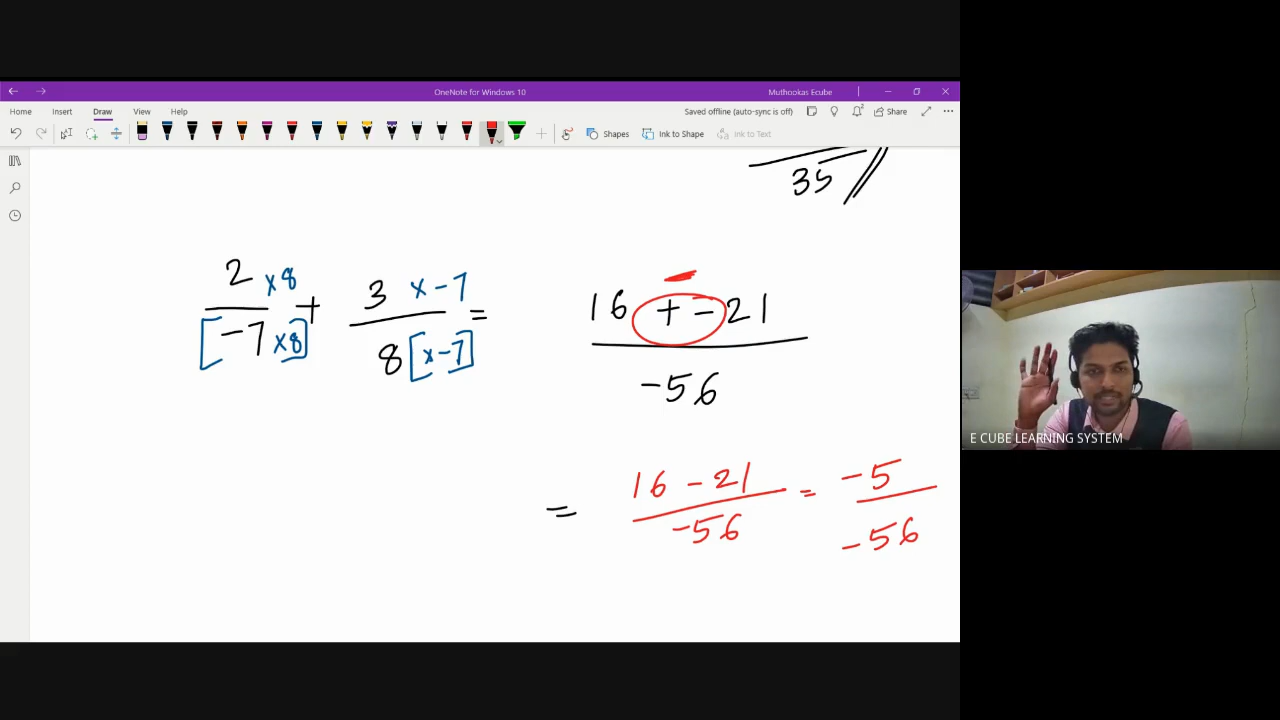 OneNote for Windows 10
Muthookas Ecube
Home Insert Draw View Help
Saved offline (auto-sync is off)
Share
Shapes
Ink to Shape
Ink to Text
35
2 ×8 + 3 × -7 = 16 + - 21
[-7 ×8] 8 [× -7] -56
= 16 - 21 = -5
-56 -56
E CUBE LEARNING SYSTEM